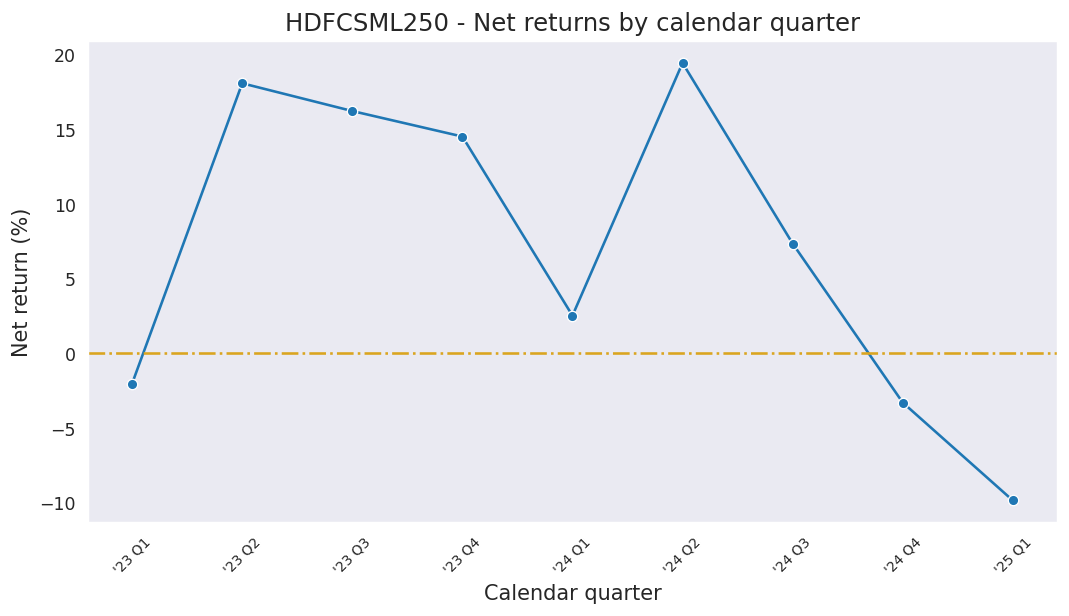 HDFCSML250 - Net returns by calendar quarter
Net return (%)
20
15
10
5
0
−5
−10
'23 Q1
'23 Q2
'23 Q3
'23 Q4
'24 Q1
'24 Q2
'24 Q3
'24 Q4
'25 Q1
Calendar quarter